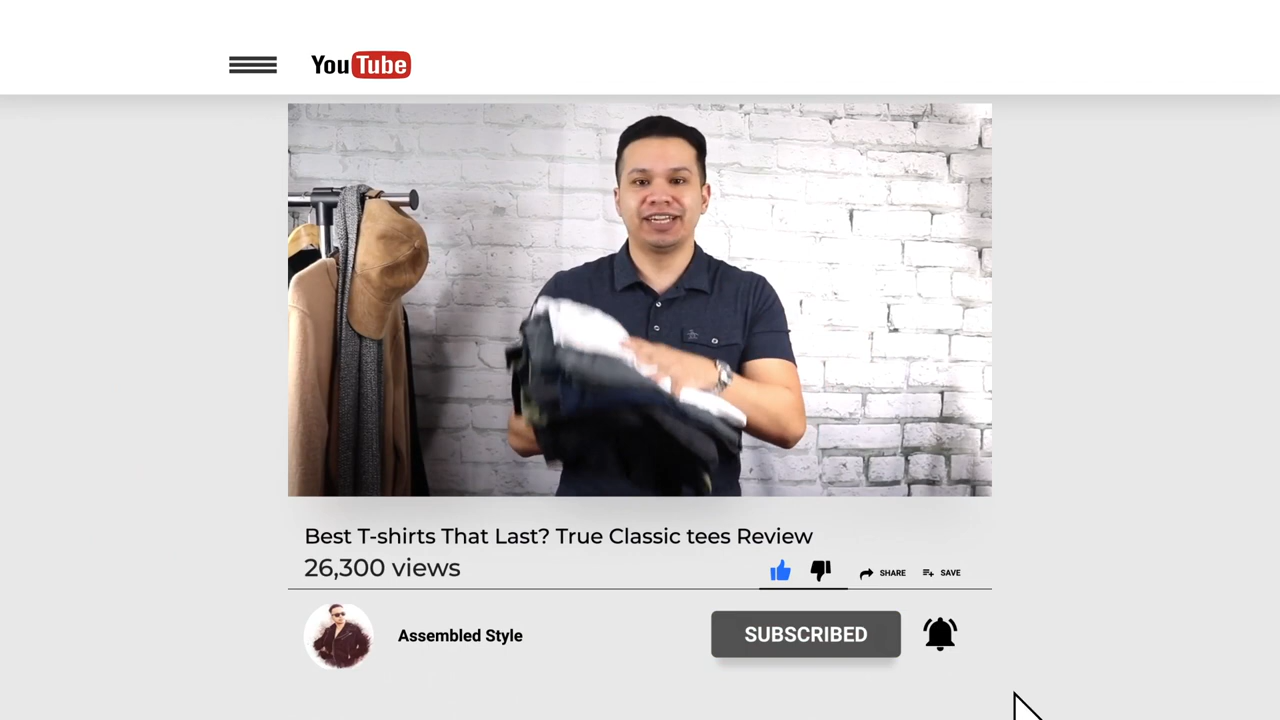 YouTube
Best T-shirts That Last? True Classic tees Review
26,300 views
SHARE
SAVE
Assembled Style
SUBSCRIBED